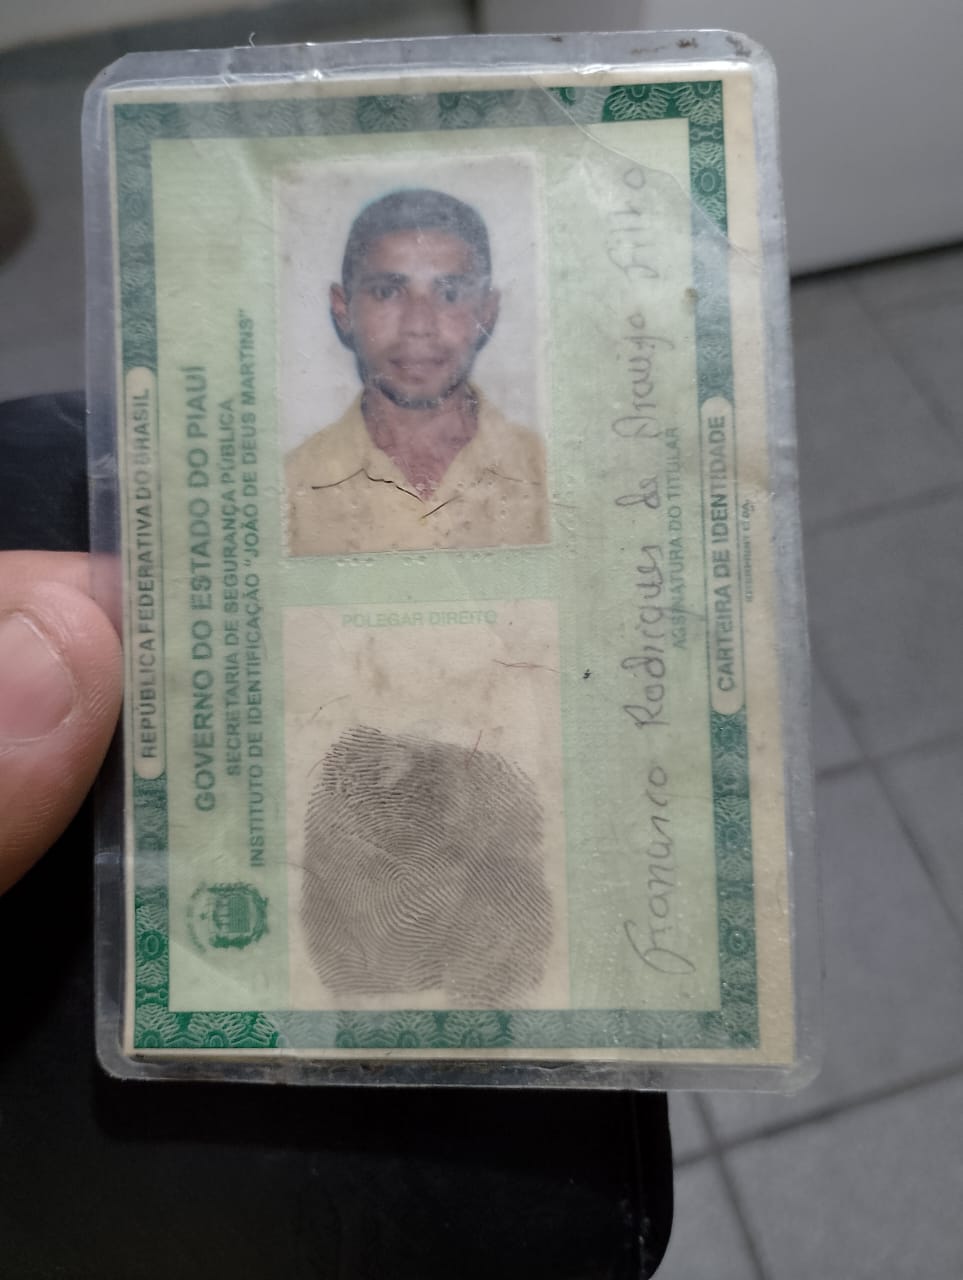 REPÚBLICA FEDERATIVA DO BRASIL
GOVERNO DO ESTADO DO PIAUÍ
SECRETARIA DE SEGURANÇA PÚBLICA
INSTITUTO DE IDENTIFICAÇÃO "JOÃO DE DEUS MARTINS"
POLEGAR DIREITO
Francisco Rodrigues de Araujo Filho
ASSINATURA DO TITULAR
CARTEIRA DE IDENTIDADE